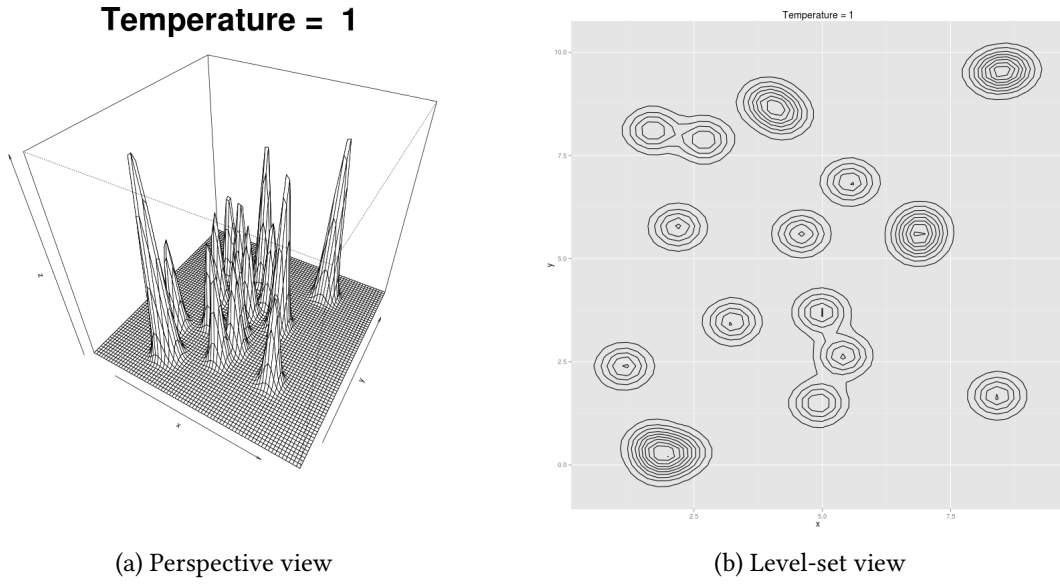 Temperature = 1
z
x
y
(a) Perspective view
Temperature = 1
10.0
7.5
5.0
2.5
0.0
y
2.5 5.0 7.5
x
(b) Level-set view